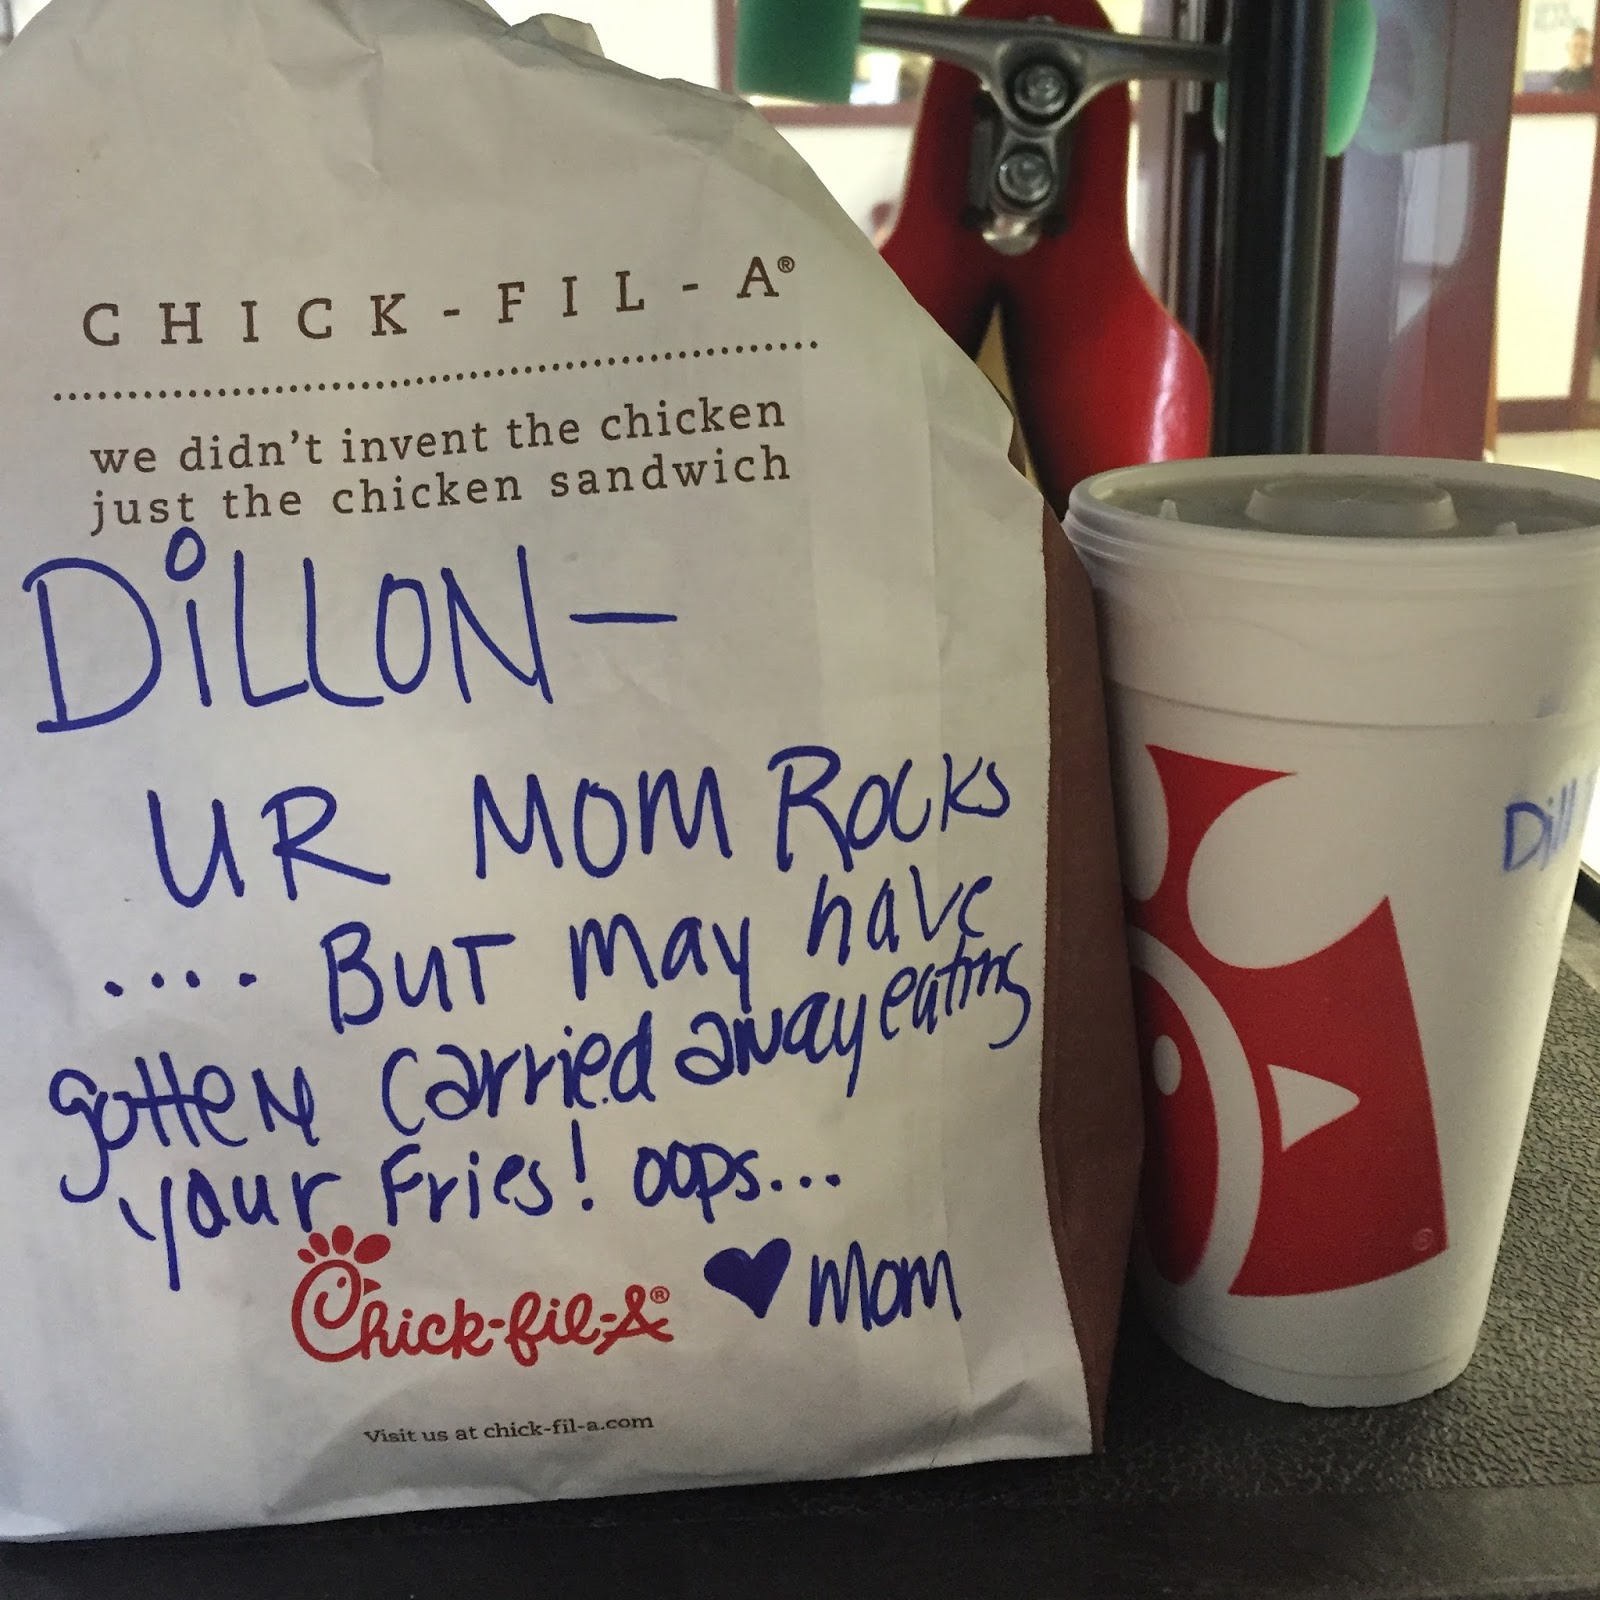 CHICK-FIL-A®
we didn't invent the chicken
just the chicken sandwich
DiLLON—
UR MOM ROCKS
.... BUT may have
gotten carried away eating
your Fries! oops...
♥ mom
Chick-fil-A®
Visit us at chick-fil-a.com
Dill